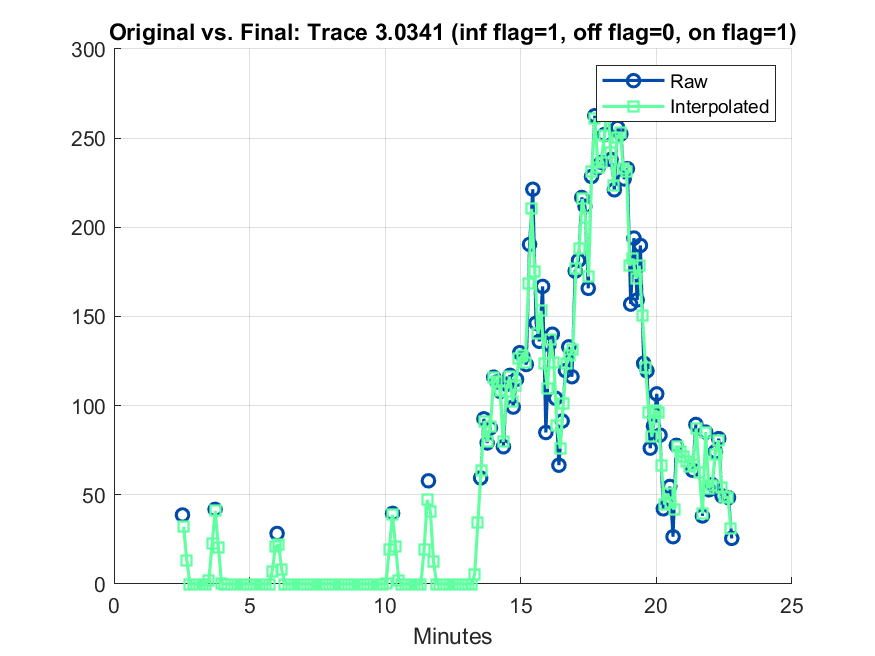 Original vs. Final: Trace 3.0341 (inf flag=1, off flag=0, on flag=1)
300
250
200
150
100
50
0
Raw
Interpolated
0 5 10 15 20 25
Minutes